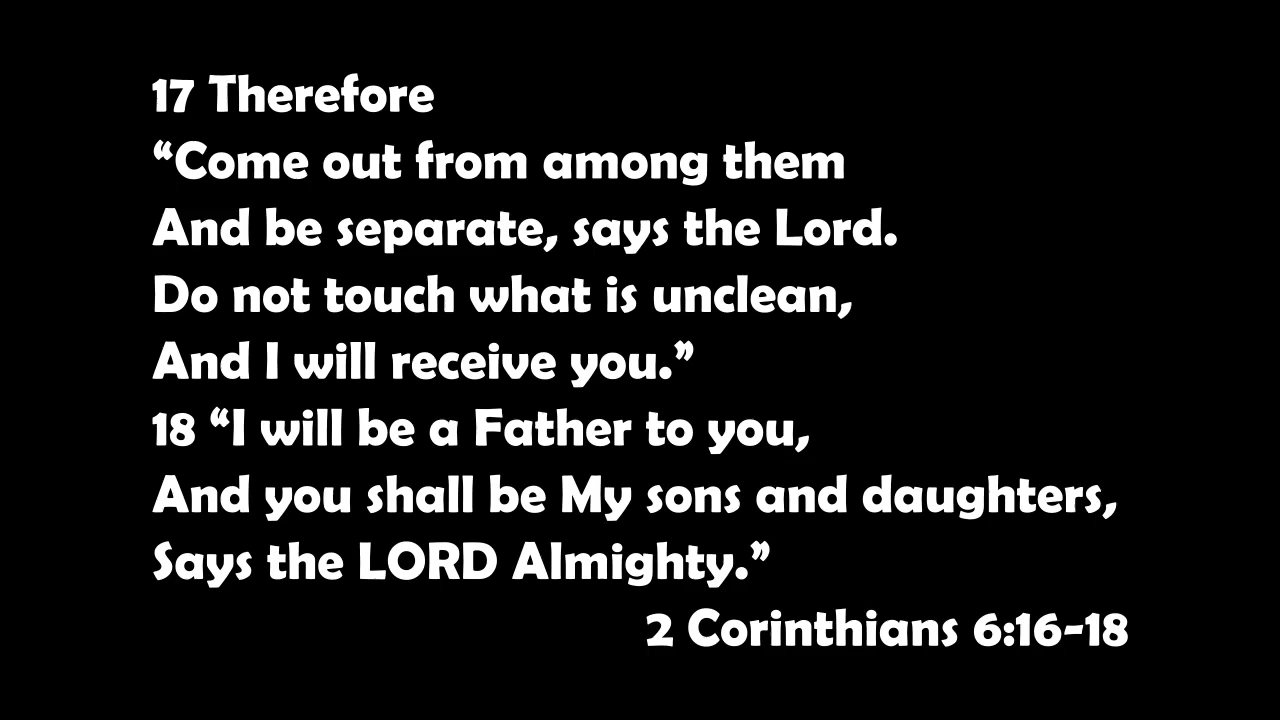 17 Therefore
“Come out from among them
And be separate, says the Lord.
Do not touch what is unclean,
And I will receive you.”
18 “I will be a Father to you,
And you shall be My sons and daughters,
Says the LORD Almighty.”
2 Corinthians 6:16-18